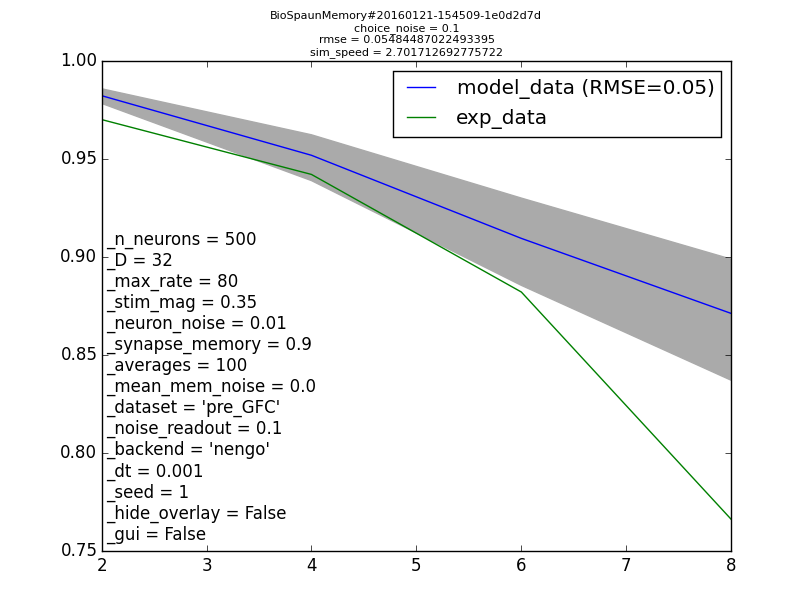 BioSpaunMemory#20160121-154509-1e0d2d7d
choice_noise = 0.1
rmse = 0.05484487022493395
sim_speed = 2.701712692775722
1.00
model_data (RMSE=0.05)
exp_data
0.95
0.90
0.85
0.80
0.75
_n_neurons = 500
_D = 32
_max_rate = 80
_stim_mag = 0.35
_neuron_noise = 0.01
_synapse_memory = 0.9
_averages = 100
_mean_mem_noise = 0.0
_dataset = 'pre_GFC'
_noise_readout = 0.1
_backend = 'nengo'
_dt = 0.001
_seed = 1
_hide_overlay = False
_gui = False
2 3 4 5 6 7 8